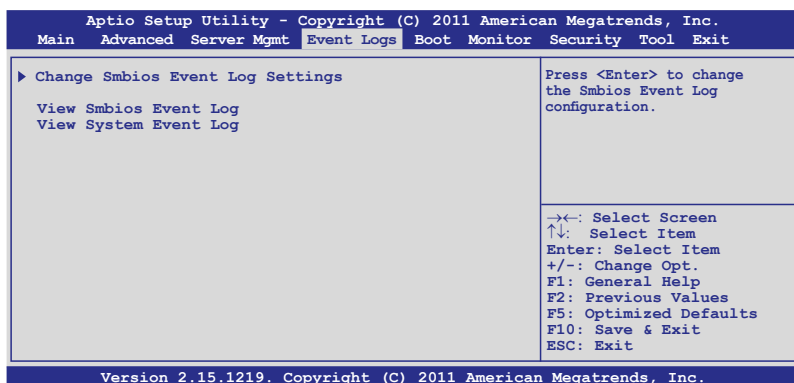 Aptio Setup Utility - Copyright (C) 2011 American Megatrends, Inc.
Main Advanced Server Mgmt Event Logs Boot Monitor Security Tool Exit
Change Smbios Event Log Settings
View Smbios Event Log
View System Event Log
Press <Enter> to change
the Smbios Event Log
configuration.
→←: Select Screen
↑↓: Select Item
Enter: Select Item
+/-: Change Opt.
F1: General Help
F2: Previous Values
F5: Optimized Defaults
F10: Save & Exit
ESC: Exit
Version 2.15.1219. Copyright (C) 2011 American Megatrends, Inc.